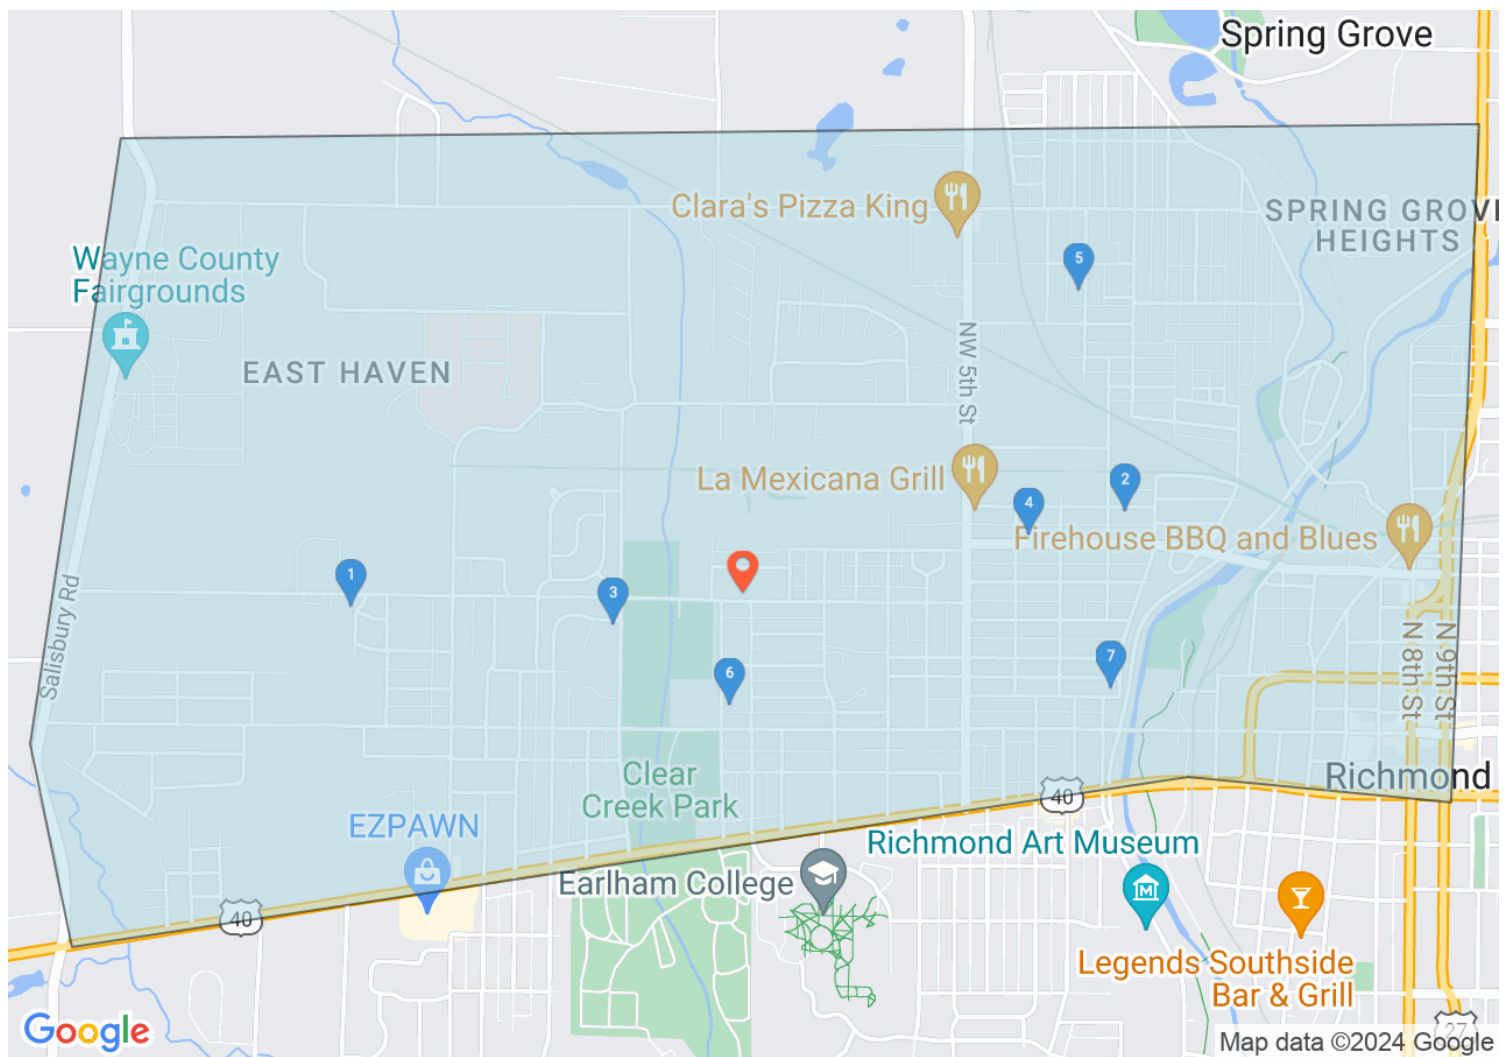 Spring Grove
Clara's Pizza King
SPRING GROVE
HEIGHTS
Wayne County
Fairgrounds
5
EAST HAVEN
NW 5th St
La Mexicana Grill
2
4
Firehouse BBQ and Blues
1
3
Salisbury Rd
N 8th St
N 9th St
6
7
Clear
Creek Park
Richmond
40
EZPAWN
Richmond Art Museum
Earlham College
M
40
Legends Southside
Bar & Grill
27
Google
Map data ©2024 Google